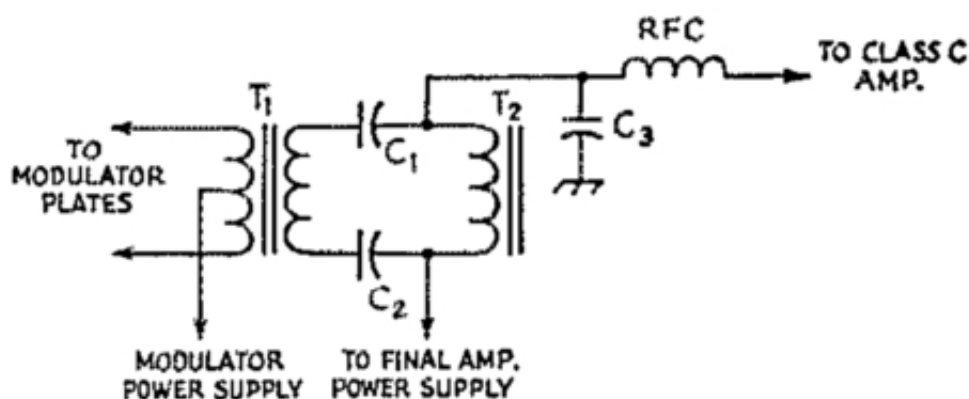 RFC
TO CLASS C
AMP.
T1
T2
C3
C1
TO
MODULATOR
PLATES
C2
MODULATOR
POWER SUPPLY
TO FINAL AMP.
POWER SUPPLY